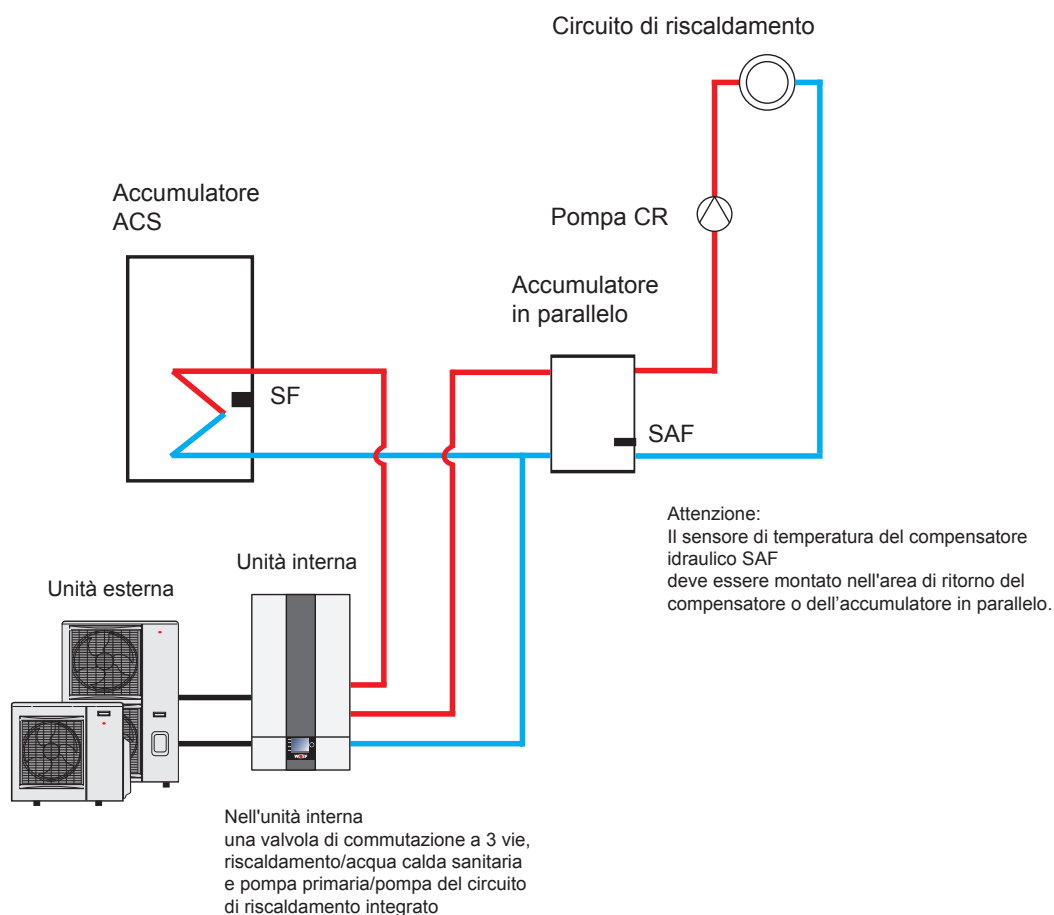 Circuito di riscaldamento
Accumulatore
ACS
Pompa CR
Accumulatore
in parallelo
SF
SAF
Attenzione:
Il sensore di temperatura del compensatore
idraulico SAF
deve essere montato nell'area di ritorno del
compensatore o dell'accumulatore in parallelo.
Unità interna
Unità esterna
Nell'unità interna
una valvola di commutazione a 3 vie,
riscaldamento/acqua calda sanitaria
e pompa primaria/pompa del circuito
di riscaldamento integrato